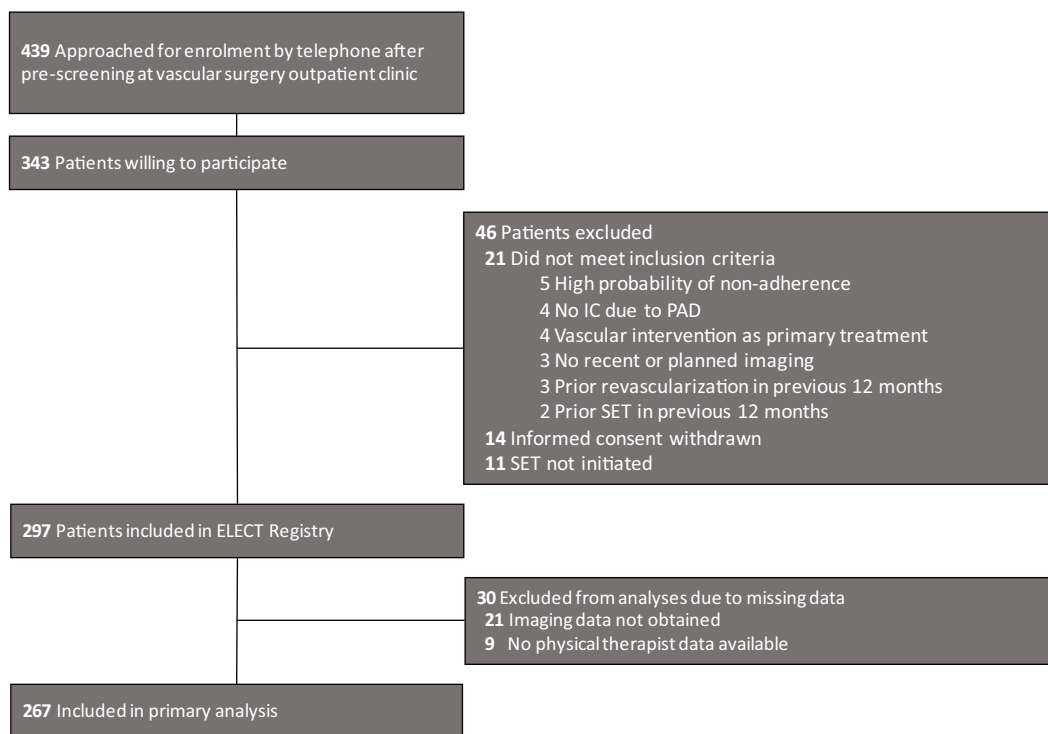 439 Approached for enrolment by telephone after
pre-screening at vascular surgery outpatient clinic
343 Patients willing to participate
46 Patients excluded
21 Did not meet inclusion criteria
5 High probability of non-adherence
4 No IC due to PAD
4 Vascular intervention as primary treatment
3 No recent or planned imaging
3 Prior revascularization in previous 12 months
2 Prior SET in previous 12 months
14 Informed consent withdrawn
11 SET not initiated
297 Patients included in ELECT Registry
30 Excluded from analyses due to missing data
21 Imaging data not obtained
9 No physical therapist data available
267 Included in primary analysis